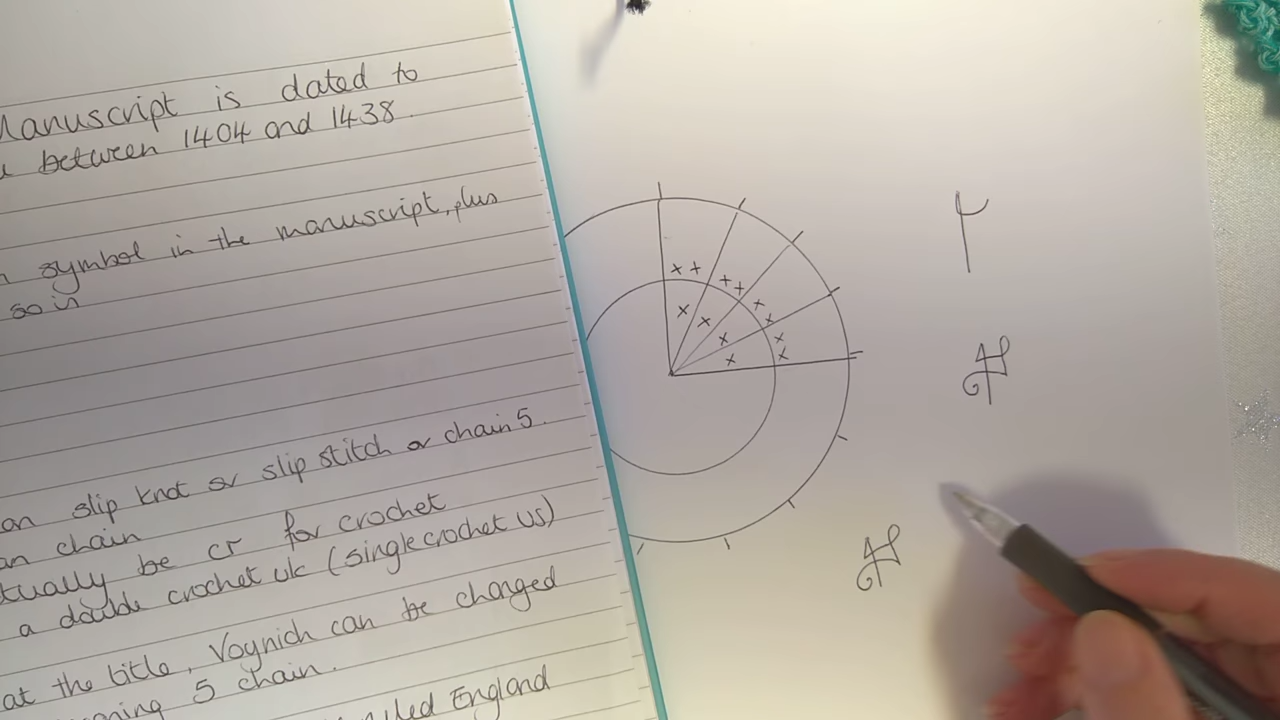 Manuscript is dated to
between 1404 and 1438.
symbol in the manuscript, plus
so in
an slip knot or slip stitch or chain 5.
an chain
be cr for crochet
a double crochet uk (single crochet US)
at the title, Voynich can be changed
5 chain.
England